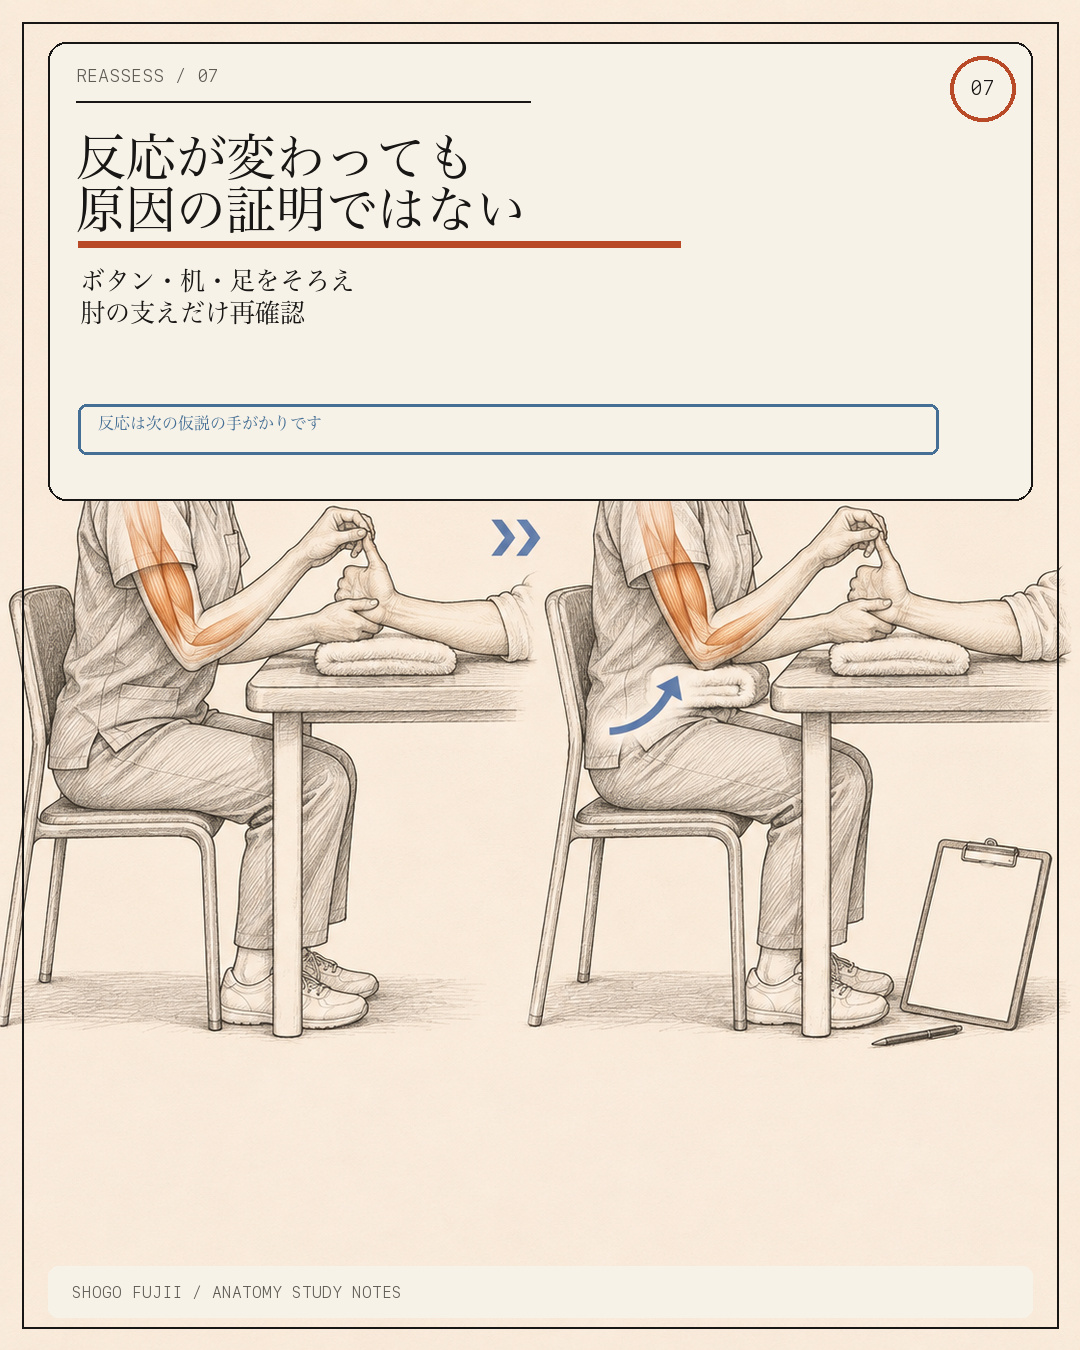 REASSESS / 07
07
反応が変わっても
原因の証明ではない
ボタン・机・足をそろえ
肘の支えだけ再確認
反応は次の仮説の手がかりです
SHOGO FUJII / ANATOMY STUDY NOTES